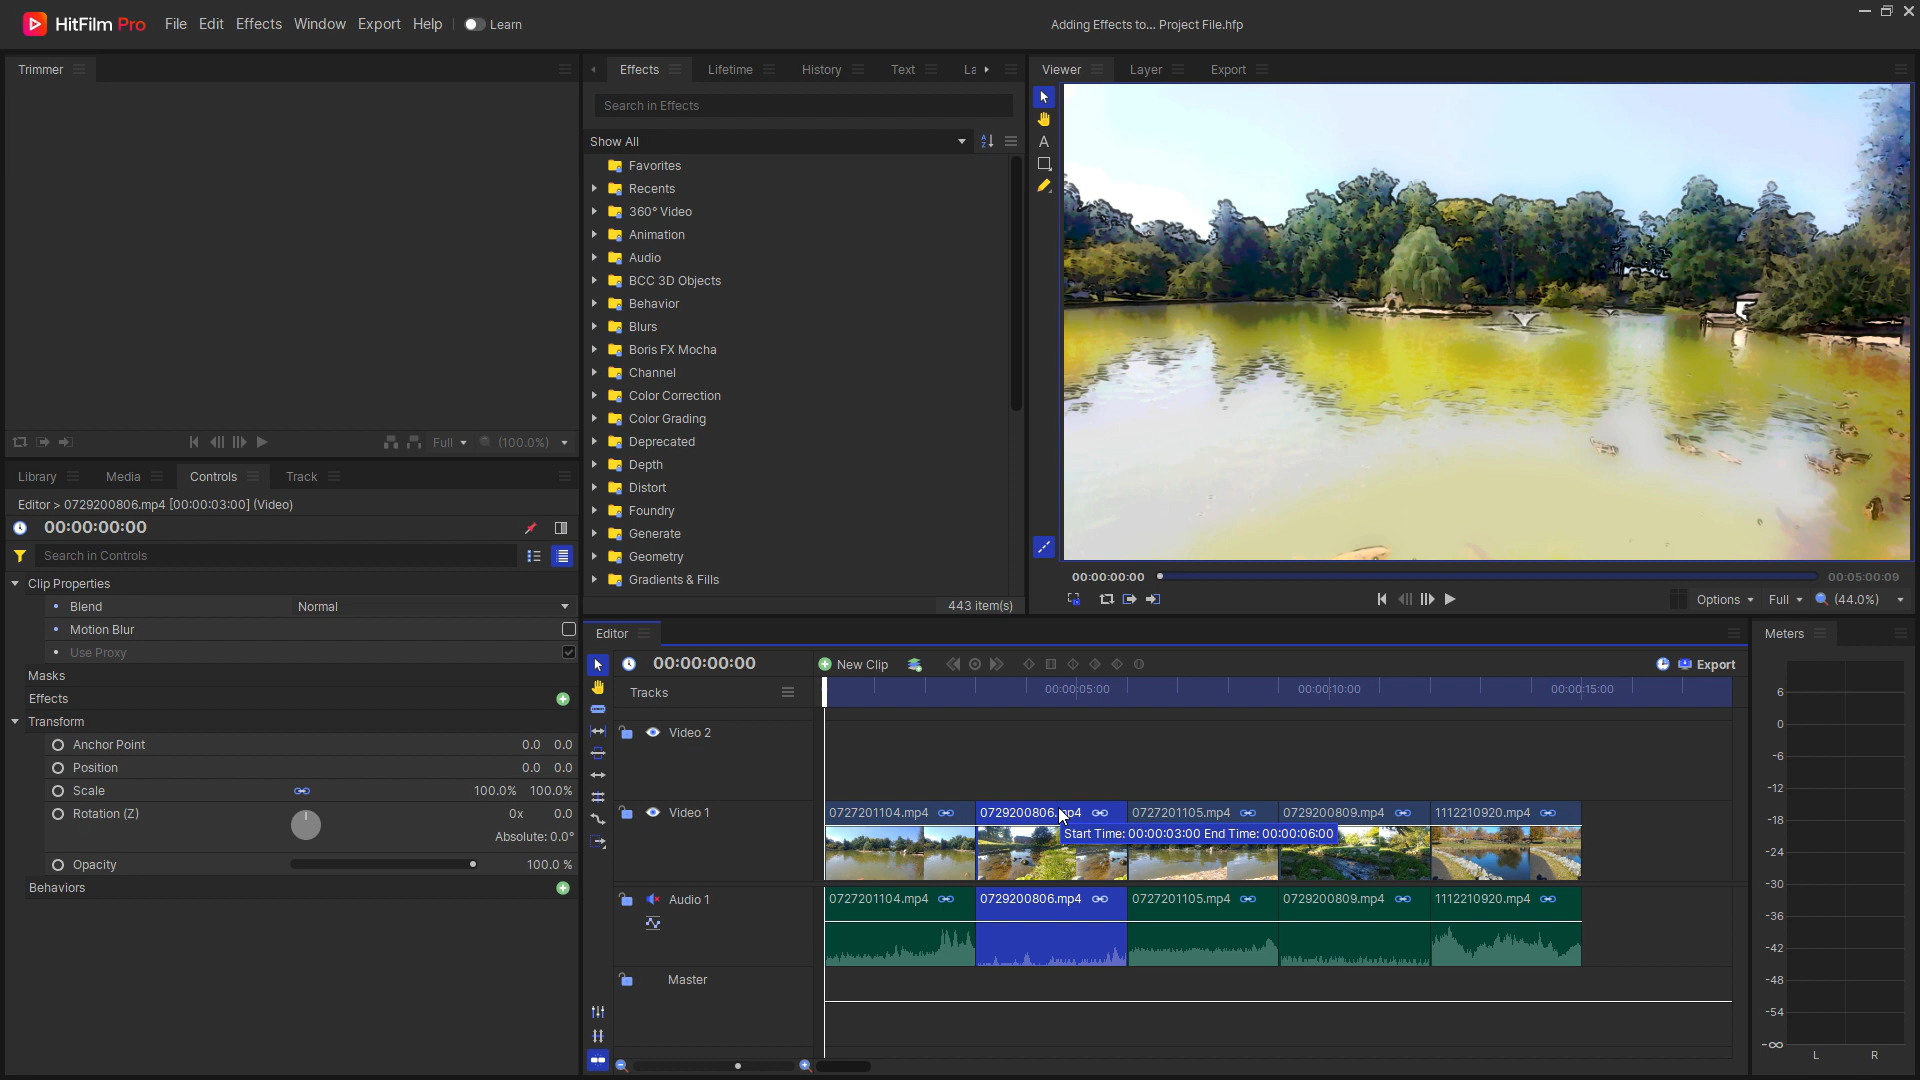 HitFilm Pro File Edit Effects Window Export Help Learn Adding Effects to... Project File.hfp
Trimmer
Full (100.0%)
Library Media Controls Track
Editor > 0729200806.mp4 [00:00:03:00] (Video)
00:00:00:00
Search in Controls
Clip Properties
Blend Normal
Motion Blur
Use Proxy
Masks
Effects
Transform
Anchor Point 0.0 0.0
Position 0.0 0.0
Scale 100.0% 100.0%
Rotation (Z) 0x 0.0
Absolute: 0.0°
Opacity 100.0 %
Behaviors
Effects Lifetime History Text La
Search in Effects
Show All
Favorites
Recents
360° Video
Animation
Audio
BCC 3D Objects
Behavior
Blurs
Boris FX Mocha
Channel
Color Correction
Color Grading
Deprecated
Depth
Distort
Foundry
Generate
Geometry
Gradients & Fills
443 item(s)
Viewer Layer Export
A
00:00:00:00 00:05:00:09
Options Full (44.0%)
Editor
00:00:00:00 New Clip Export
Tracks 00:00:05:00 00:00:10:00 00:00:15:00
Video 2
Video 1 0727201104.mp4 0729200806.mp4 0727201105.mp4 0729200809.mp4 1112210920.mp4
Start Time: 00:00:03:00 End Time: 00:00:06:00
Audio 1 0727201104.mp4 0729200806.mp4 0727201105.mp4 0729200809.mp4 1112210920.mp4
Master
Meters
6
0
-6
-12
-18
-24
-30
-36
-42
-48
-54
-∞
L R